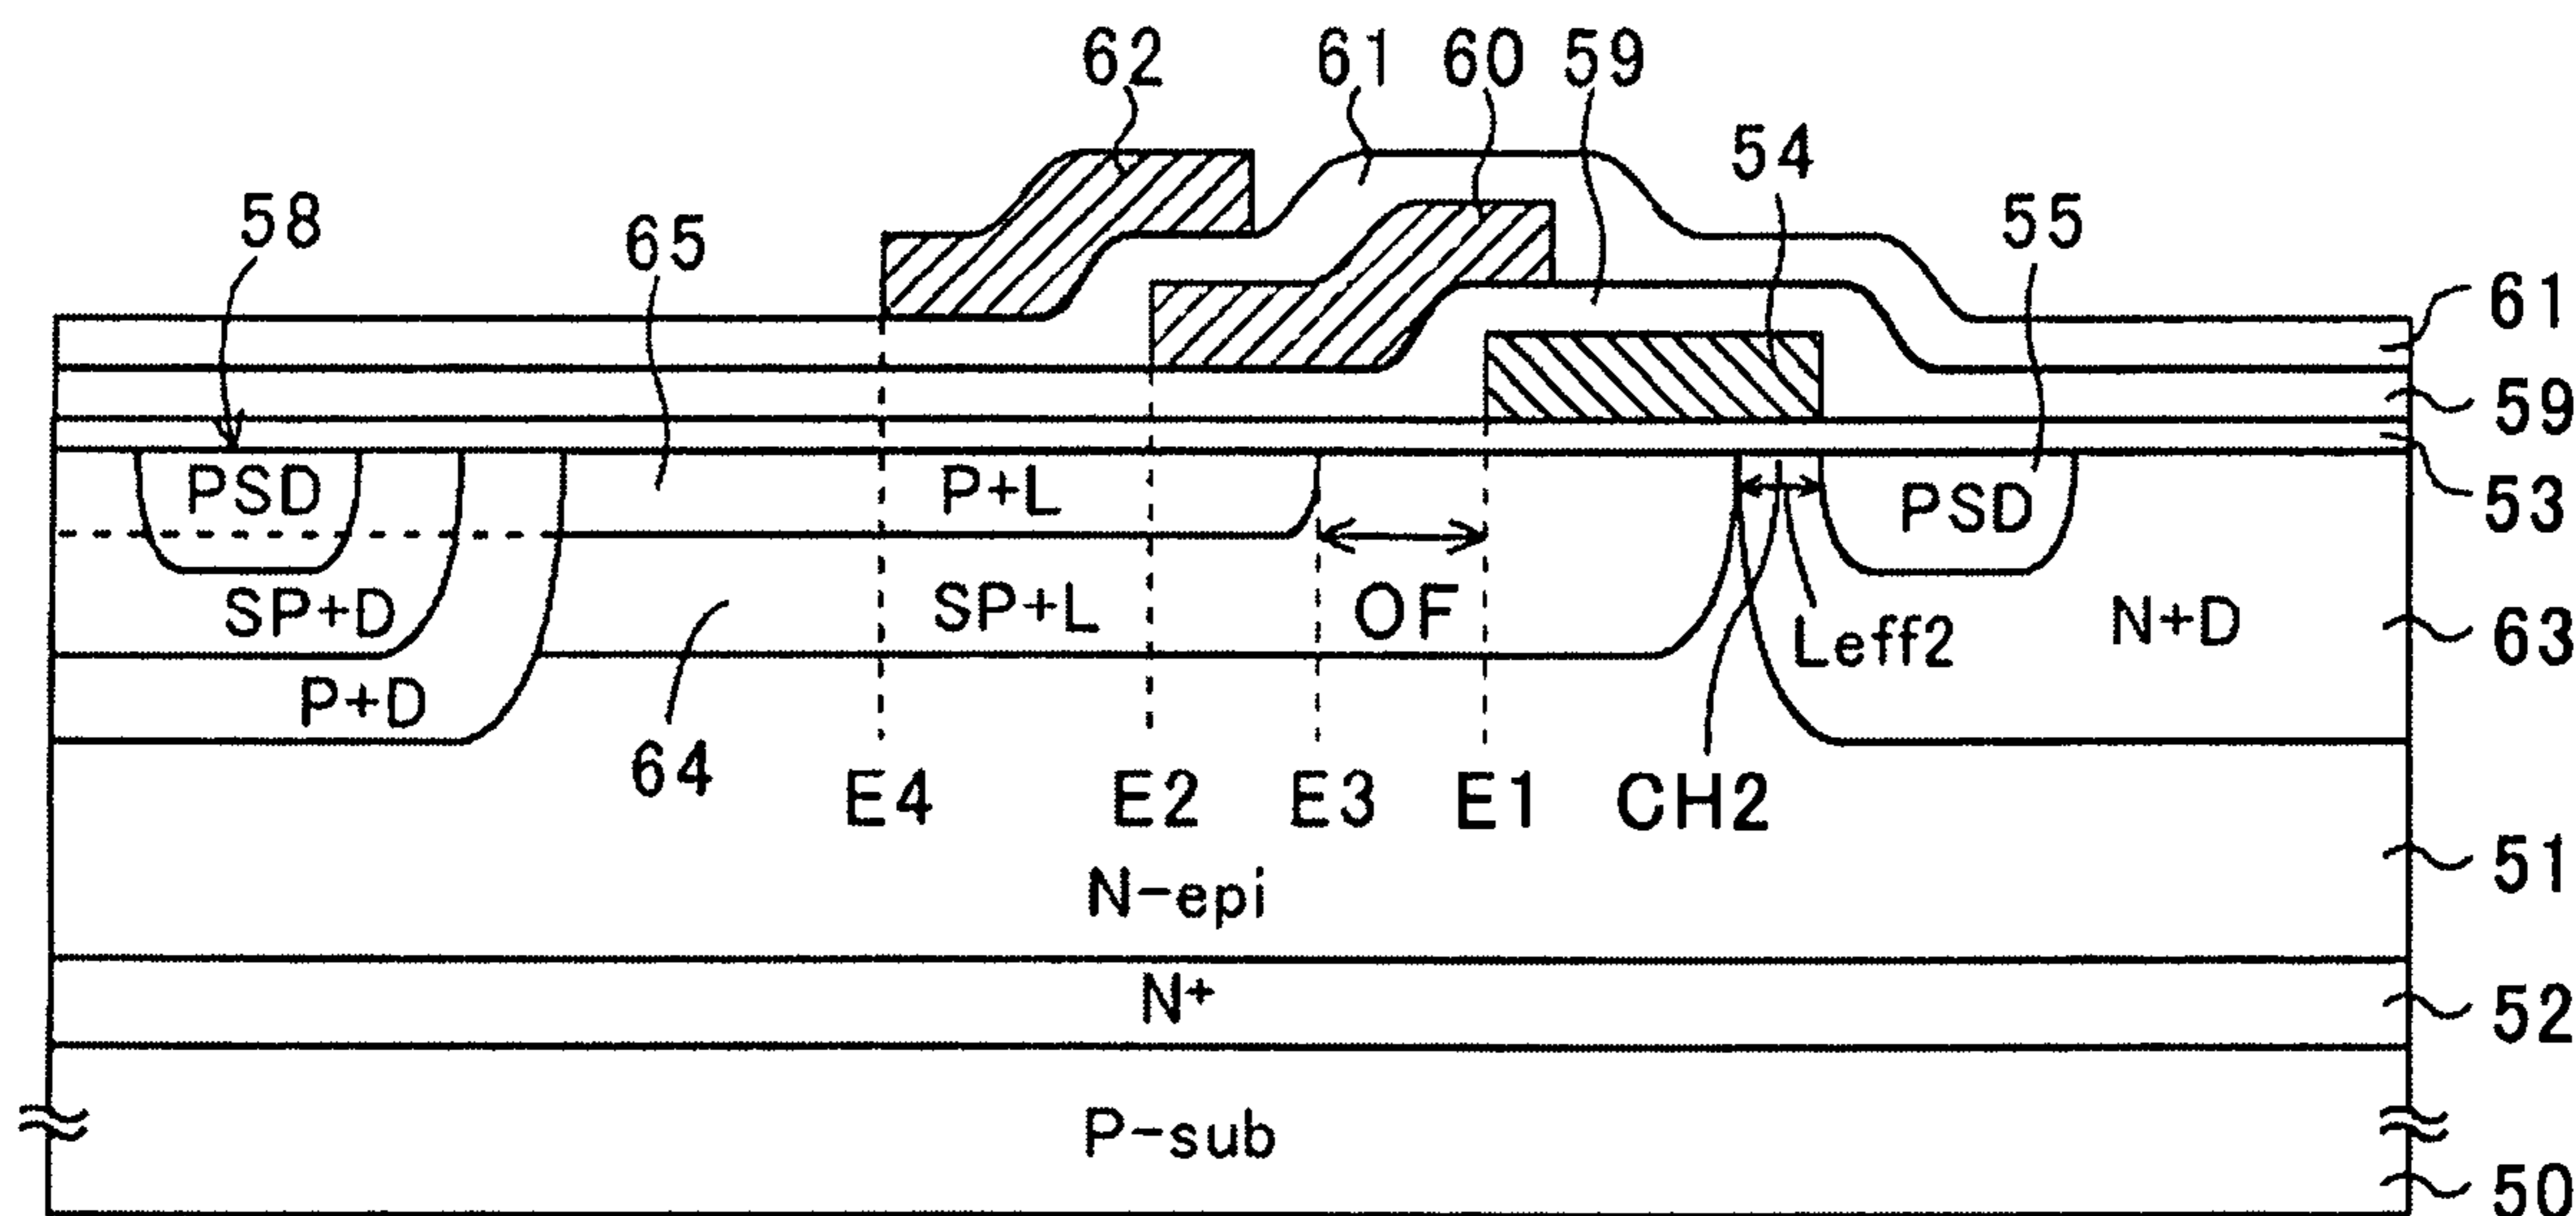 62 61 60 59
54
58 65 55
61
59
53
PSD P+L PSD
SP+D SP+L OF Leff2 N+D 63
P+D
64 E4 E2 E3 E1 CH2
51
N-epi
N+ 52
P-sub
50